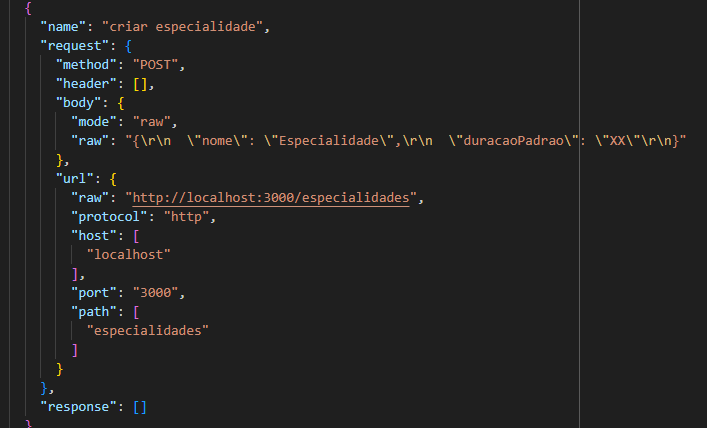 {
"name": "criar especialidade",
"request": {
"method": "POST",
"header": [],
"body": {
"mode": "raw",
"raw": "{\r\n  \"nome\": \"Especialidade\",\r\n  \"duracaoPadrao\": \"XX\"\r\n}"
},
"url": {
"raw": "http://localhost:3000/especialidades",
"protocol": "http",
"host": [
"localhost"
],
"port": "3000",
"path": [
"especialidades"
]
}
},
"response": []
}